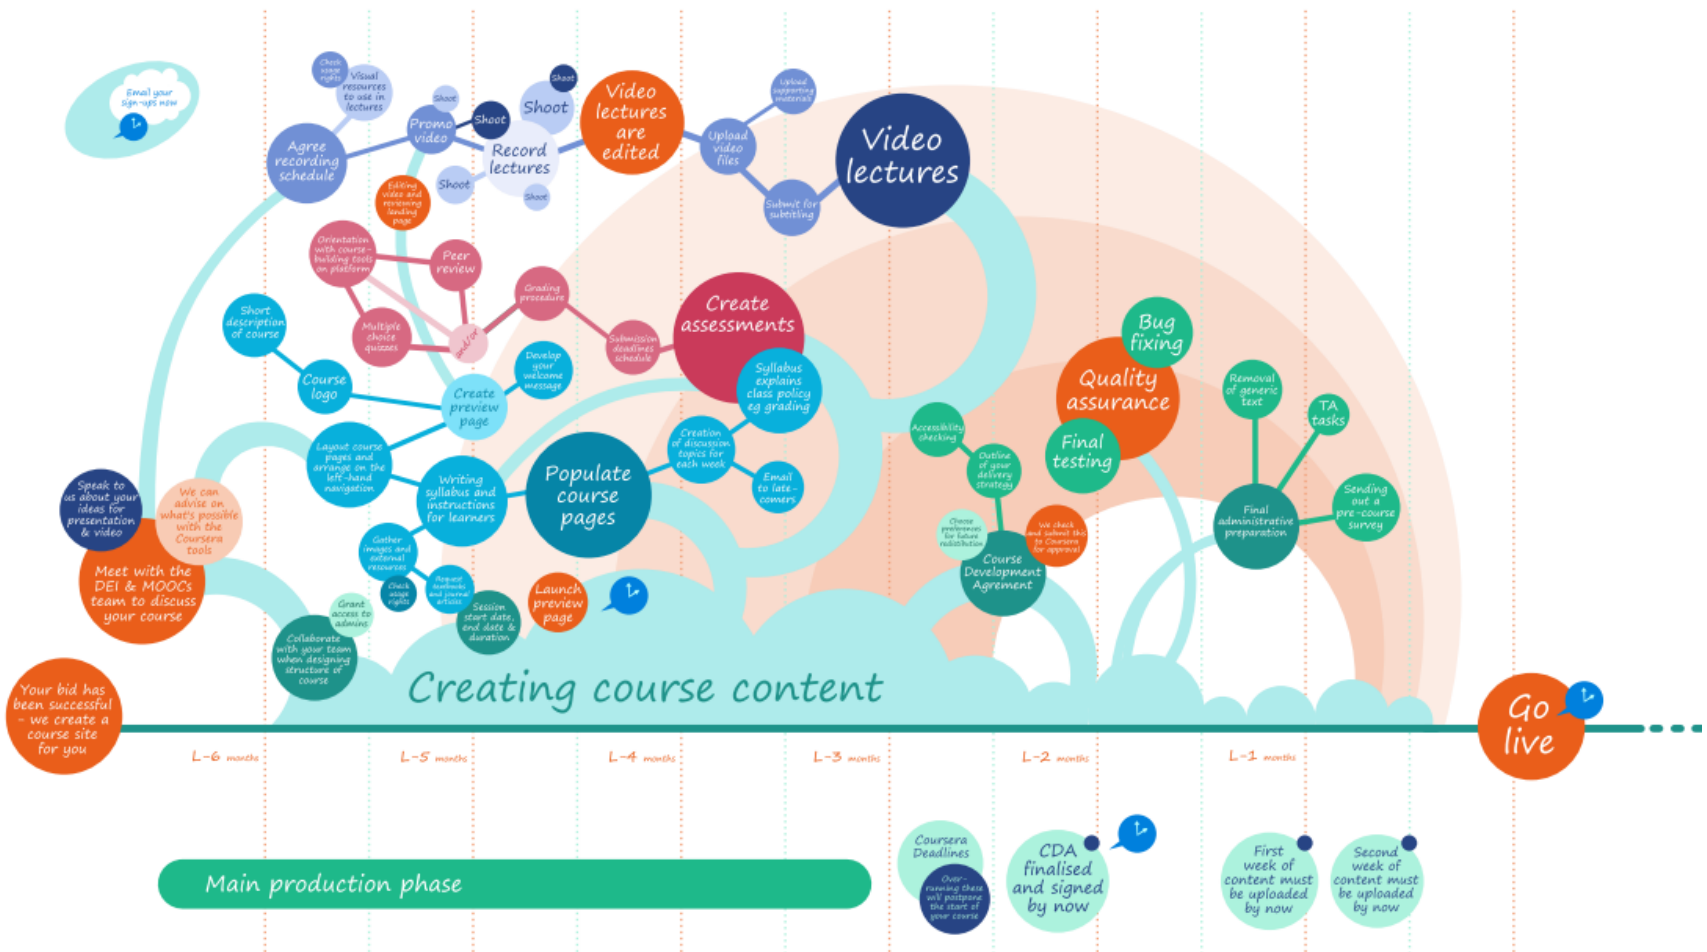 Email your
sign-ups now
Check
usage
rights
Visual
resources
to use in
lectures
Agree
recording
schedule
Promo
video
Shoot
Shoot
Shoot
Shoot
Record
lectures
Shoot
Shoot
Editing
video and
reviewing
landing
page
Video
lectures
are
edited
Upload
video
files
Upload
supporting
materials
Submit for
subtitling
Video
lectures
Orientation
with course-
building tools
on platform
Peer
review
Multiple
choice
quizzes
and/or
Grading
procedure
Submission
deadlines
schedule
Create
assessments
Short
description
of course
Course
logo
Create
preview
page
Develop
your
welcome
message
Layout course
pages and
arrange on the
left-hand
navigation
Writing
syllabus and
instructions
for learners
Populate
course
pages
Creation
of discussion
topics for
each week
Syllabus
explains
class policy
eg grading
Email
to late-
comers
Gather
images and
external
resources
Check
usage
rights
Request
textbooks
and journal
articles
Session
start date,
end date &
duration
Launch
preview
page
Speak to
us about your
ideas for
presentation
& video
We can
advise on
what's possible
with the
Coursera
tools
Meet with the
DEI & MOOCs
team to discuss
your course
Grant
access to
admins
Collaborate
with your team
when designing
structure of
course
Your bid has
been successful
- we create a
course site
for you
Creating course content
Accessibility
checking
Outline
of your
delivery
strategy
Choose
preferences
for future
redistribution
We check
and submit this
to Coursera
for approval
Course
Development
Agrement
Bug
fixing
Quality
assurance
Final
testing
Removal
of generic
text
TA
tasks
Sending
out a
pre-course
survey
Final
administrative
preparation
Go
live
L-6 months
L-5 months
L-4 months
L-3 months
L-2 months
L-1 months
Main production phase
Coursera
Deadlines
Over-
running these
will postpone
the start of
your course
CDA
finalised
and signed
by now
First
week of
content must
be uploaded
by now
Second
week of
content must
be uploaded
by now